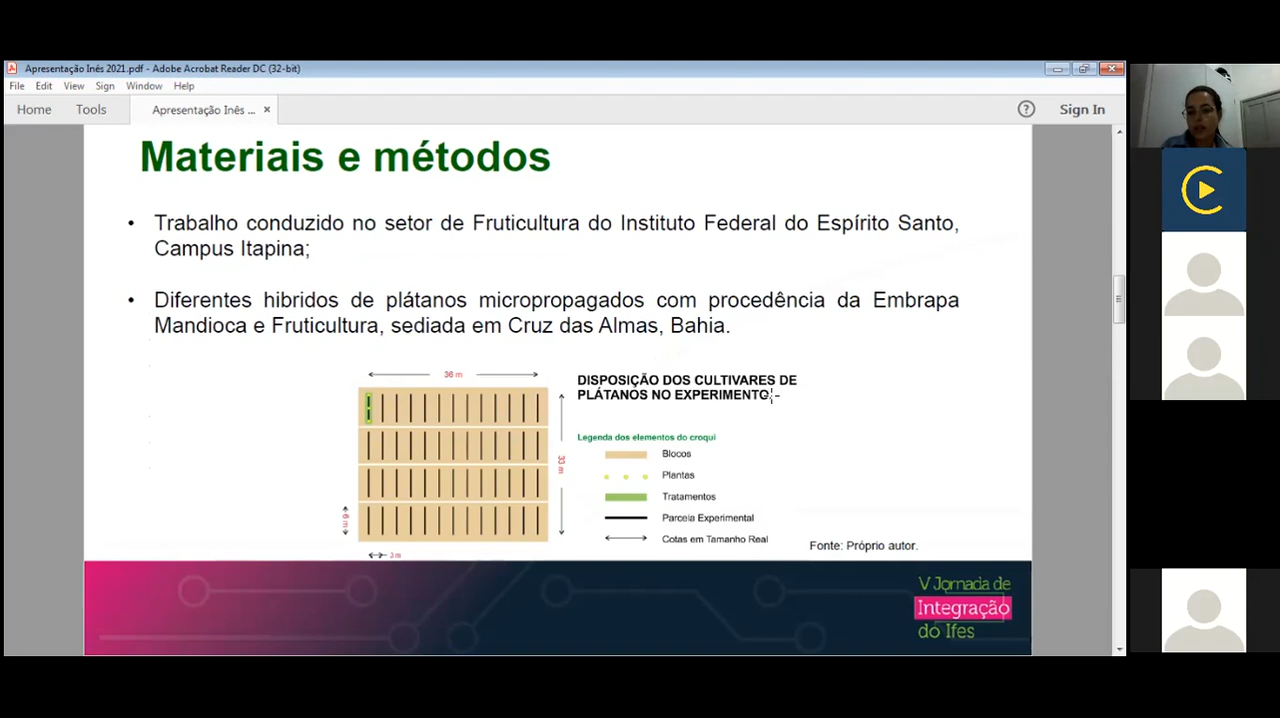 Apresentação Inês 2021.pdf - Adobe Acrobat Reader DC (32-bit)
File Edit View Sign Window Help
Home Tools Apresentação Inês ... × ? Sign In
Materiais e métodos
• Trabalho conduzido no setor de Fruticultura do Instituto Federal do Espírito Santo,
Campus Itapina;
• Diferentes hibridos de plátanos micropropagados com procedência da Embrapa
Mandioca e Fruticultura, sediada em Cruz das Almas, Bahia.
36 m
33 m
6 m
3 m
DISPOSIÇÃO DOS CULTIVARES DE
PLÁTANOS NO EXPERIMENTO
Legenda dos elementos do croqui
Blocos
Plantas
Tratamentos
Parcela Experimental
Cotas em Tamanho Real
Fonte: Próprio autor.
V Jornada de
Integração
do Ifes